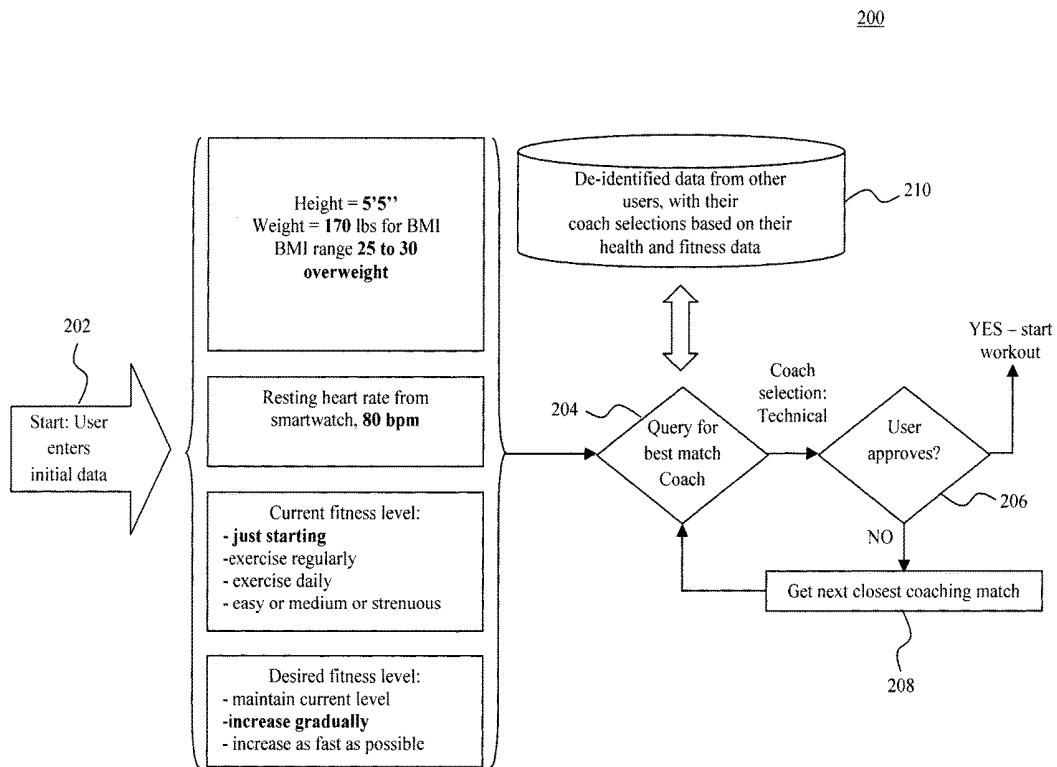 200
202
Start: User
enters
initial data
Height = 5'5''
Weight = 170 lbs for BMI
BMI range 25 to 30
overweight
Resting heart rate from
smartwatch, 80 bpm
Current fitness level:
- just starting
-exercise regularly
- exercise daily
- easy or medium or strenuous
Desired fitness level:
- maintain current level
-increase gradually
- increase as fast as possible
De-identified data from other
users, with their
coach selections based on their
health and fitness data
210
204
Query for
best match
Coach
Coach
selection:
Technical
User
approves?
206
YES – start
workout
NO
Get next closest coaching match
208